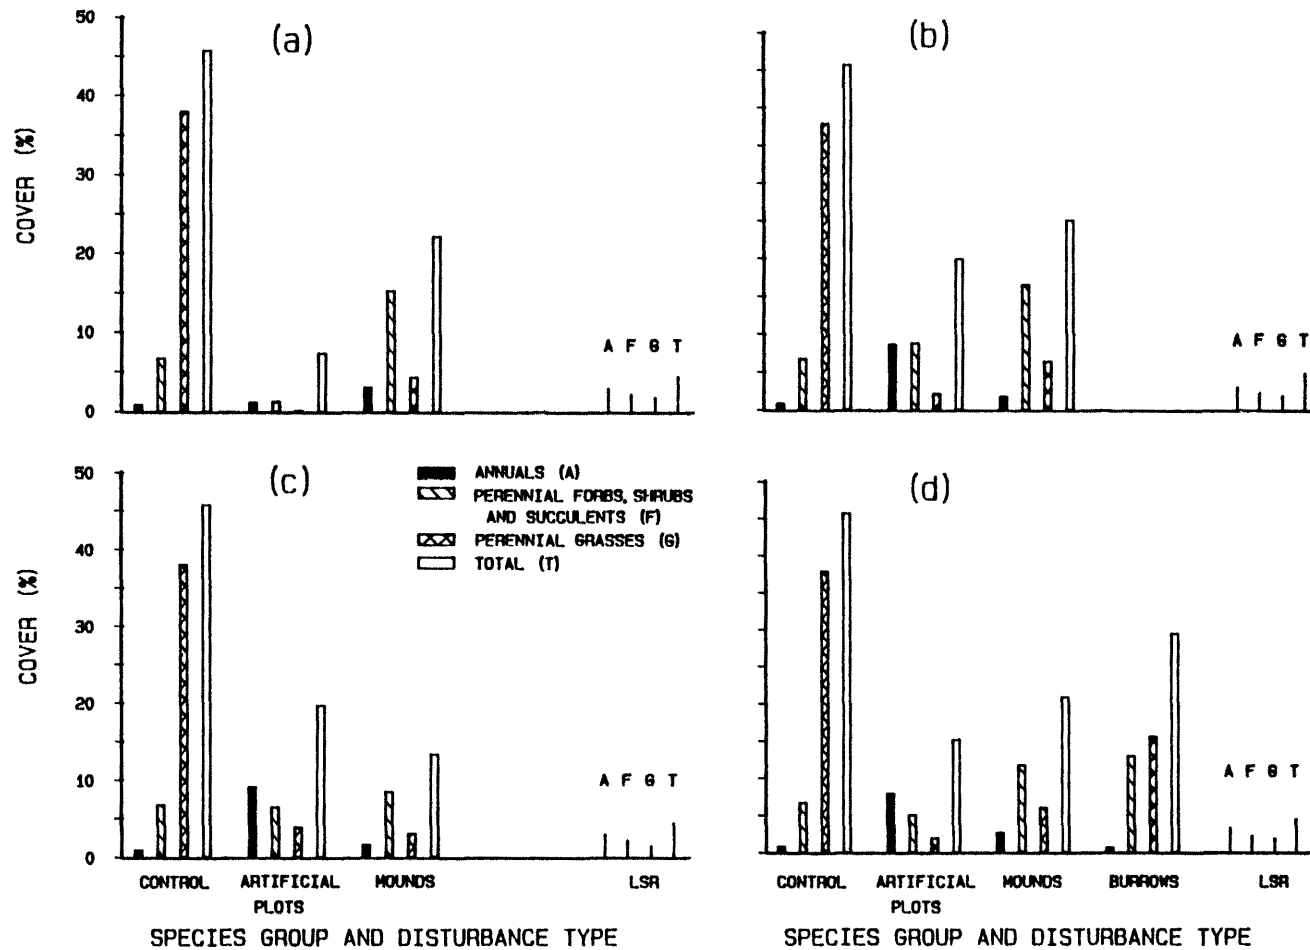 (a)
(b)
50
40
30
20
10
0
COVER (%)
A F G T
A F G T
(c)
(d)
50
40
30
20
10
0
COVER (%)
ANNUALS (A)
PERENNIAL FORBS, SHRUBS
AND SUCCULENTS (F)
PERENNIAL GRASSES (G)
TOTAL (T)
A F G T
A F G T
CONTROL ARTIFICIAL MOUNDS LSR
PLOTS
CONTROL ARTIFICIAL MOUNDS BURROWS LSR
PLOTS
SPECIES GROUP AND DISTURBANCE TYPE
SPECIES GROUP AND DISTURBANCE TYPE